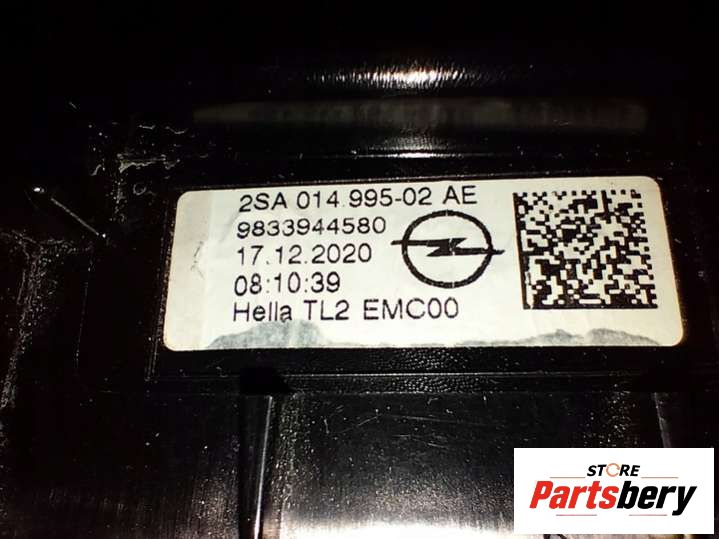 2SA 014.995-02 AE
9833944580
17.12.2020
08:10:39
Hella TL2 EMC00
STORE
Partsbery